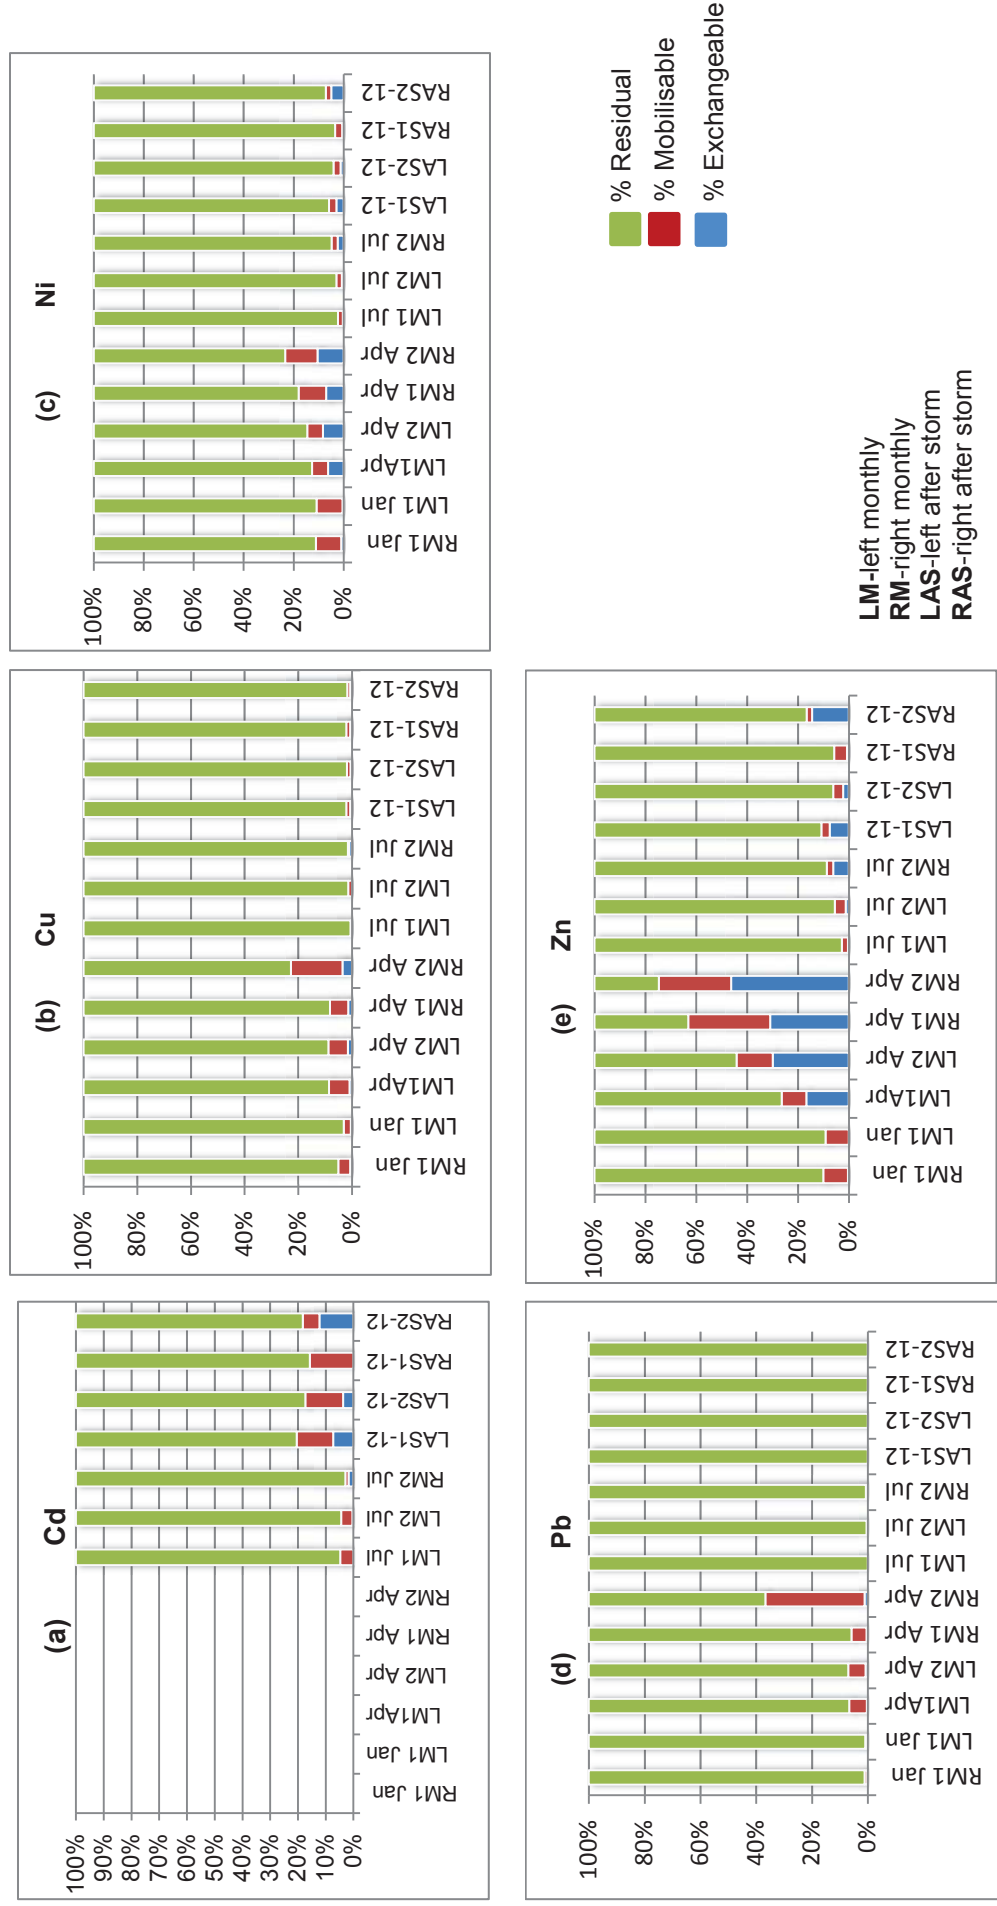 (a)
Cd
100%
90%
80%
70%
60%
50%
40%
30%
20%
10%
0%
RM1 Jan
LM1 Jan
LM1Apr
LM2 Apr
RM1 Apr
RM2 Apr
LM1 Jul
LM2 Jul
RM2 Jul
LAS1-12
LAS2-12
RAS1-12
RAS2-12
(b)
Cu
100%
80%
60%
40%
20%
0%
RM1 Jan
LM1 Jan
LM1Apr
LM2 Apr
RM1 Apr
RM2 Apr
LM1 Jul
LM2 Jul
RM2 Jul
LAS1-12
LAS2-12
RAS1-12
RAS2-12
(c)
Ni
100%
80%
60%
40%
20%
0%
RM1 Jan
LM1 Jan
LM1Apr
LM2 Apr
RM1 Apr
RM2 Apr
LM1 Jul
LM2 Jul
RM2 Jul
LAS1-12
LAS2-12
RAS1-12
RAS2-12
(d)
Pb
100%
80%
60%
40%
20%
0%
RM1 Jan
LM1 Jan
LM1Apr
LM2 Apr
RM1 Apr
RM2 Apr
LM1 Jul
LM2 Jul
RM2 Jul
LAS1-12
LAS2-12
RAS1-12
RAS2-12
(e)
Zn
100%
80%
60%
40%
20%
0%
RM1 Jan
LM1 Jan
LM1Apr
LM2 Apr
RM1 Apr
RM2 Apr
LM1 Jul
LM2 Jul
RM2 Jul
LAS1-12
LAS2-12
RAS1-12
RAS2-12
% Residual
% Mobilisable
% Exchangeable
LM-left monthly
RM-right monthly
LAS-left after storm
RAS-right after storm